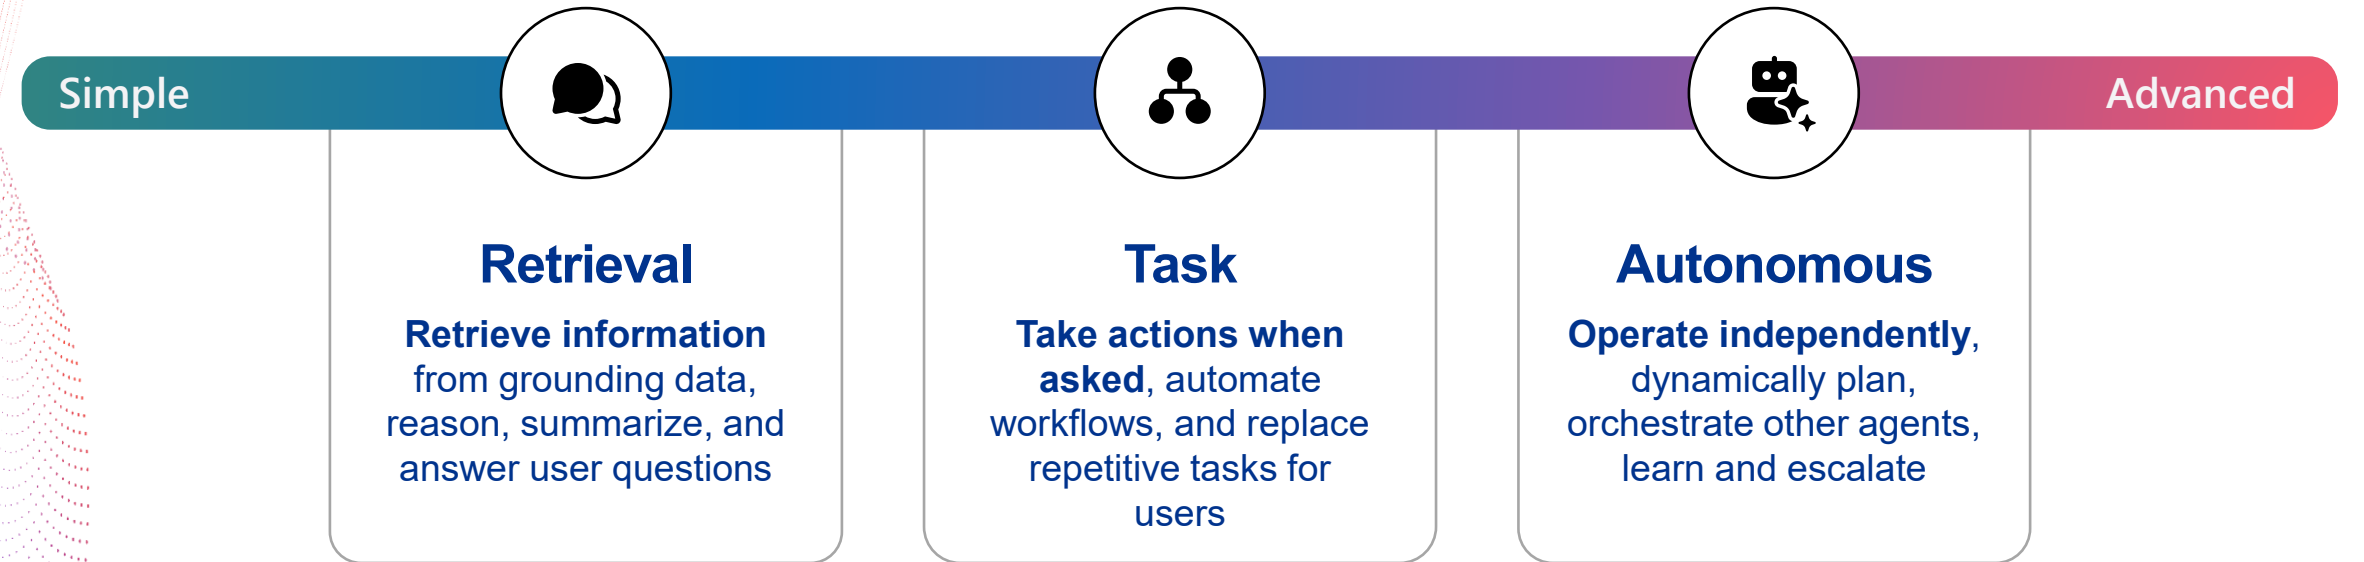 Simple
Advanced
Retrieval
Retrieve information
from grounding data,
reason, summarize, and
answer user questions
Task
Take actions when
asked, automate
workflows, and replace
repetitive tasks for
users
Autonomous
Operate independently,
dynamically plan,
orchestrate other agents,
learn and escalate